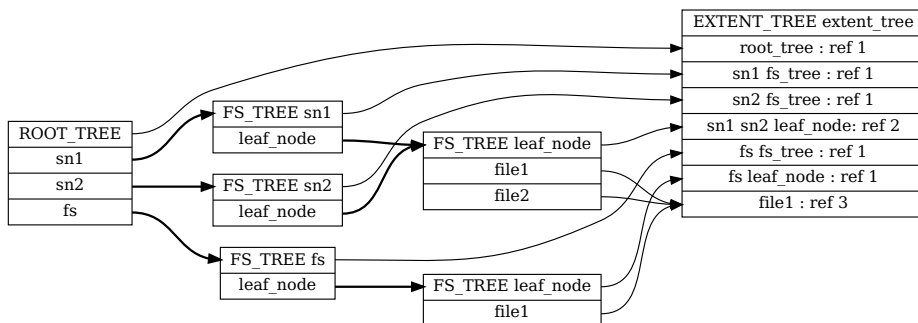 ROOT_TREE
sn1
sn2
fs
FS_TREE sn1
leaf_node
FS_TREE sn2
leaf_node
FS_TREE fs
leaf_node
FS_TREE leaf_node
file1
file2
FS_TREE leaf_node
file1
EXTENT_TREE extent_tree
root_tree : ref 1
sn1 fs_tree : ref 1
sn2 fs_tree : ref 1
sn1 sn2 leaf_node: ref 2
fs fs_tree : ref 1
fs leaf_node : ref 1
file1 : ref 3